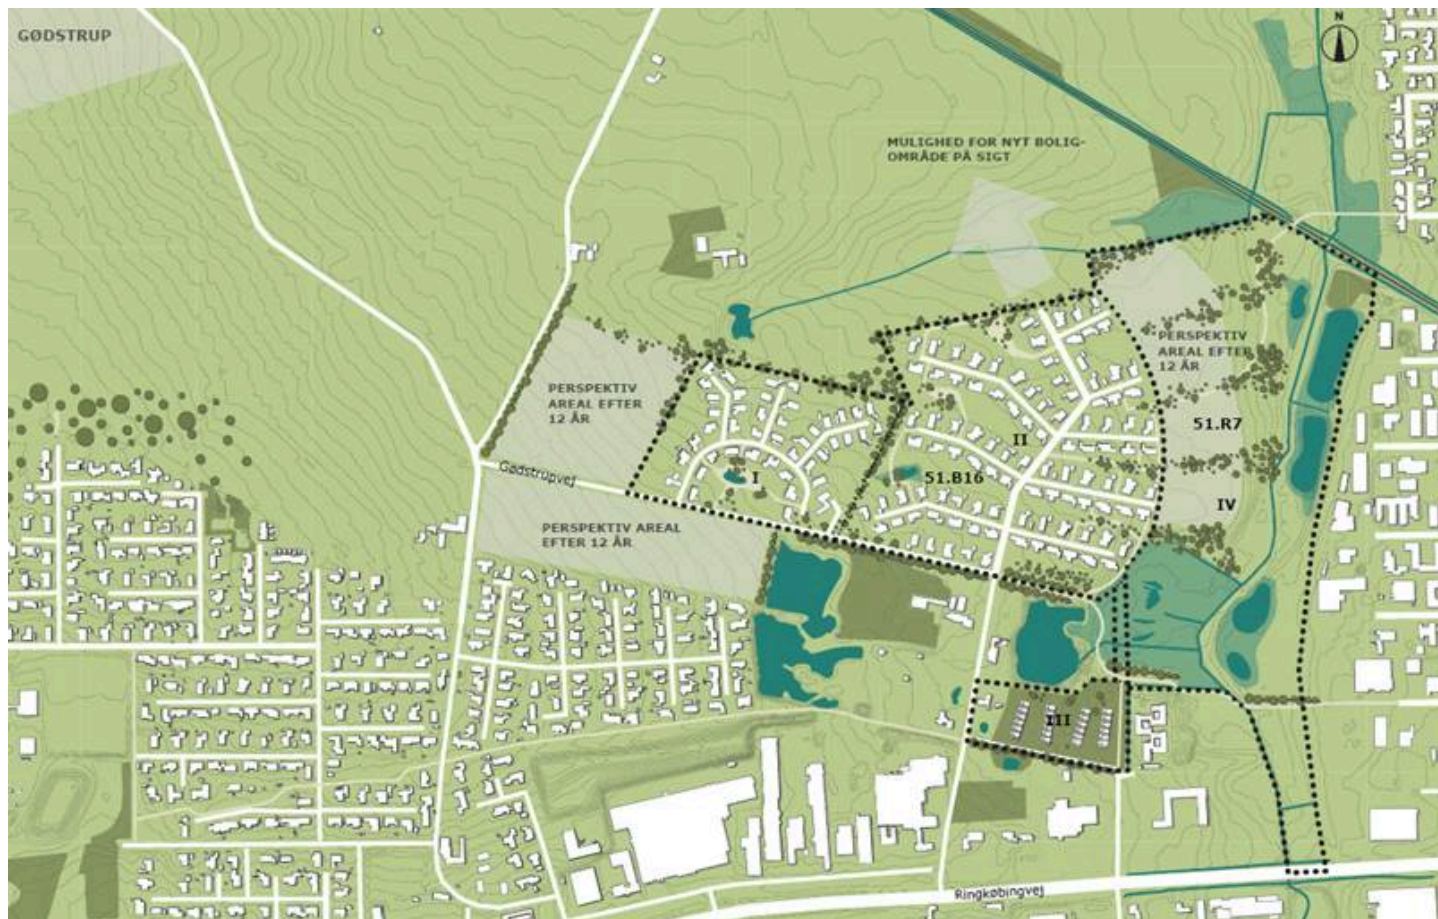 GØDSTRUP
N
MULIGHED FOR NYT BOLIG-
OMRÅDE PÅ SIGT
PERSPEKTIV
AREAL EFTER
12 ÅR
PERSPEKTIV
AREAL EFTER
12 ÅR
51.R7
II
Gødstrupvej
I
51.B16
IV
PERSPEKTIV AREAL
EFTER 12 ÅR
III
Ringkøbingvej